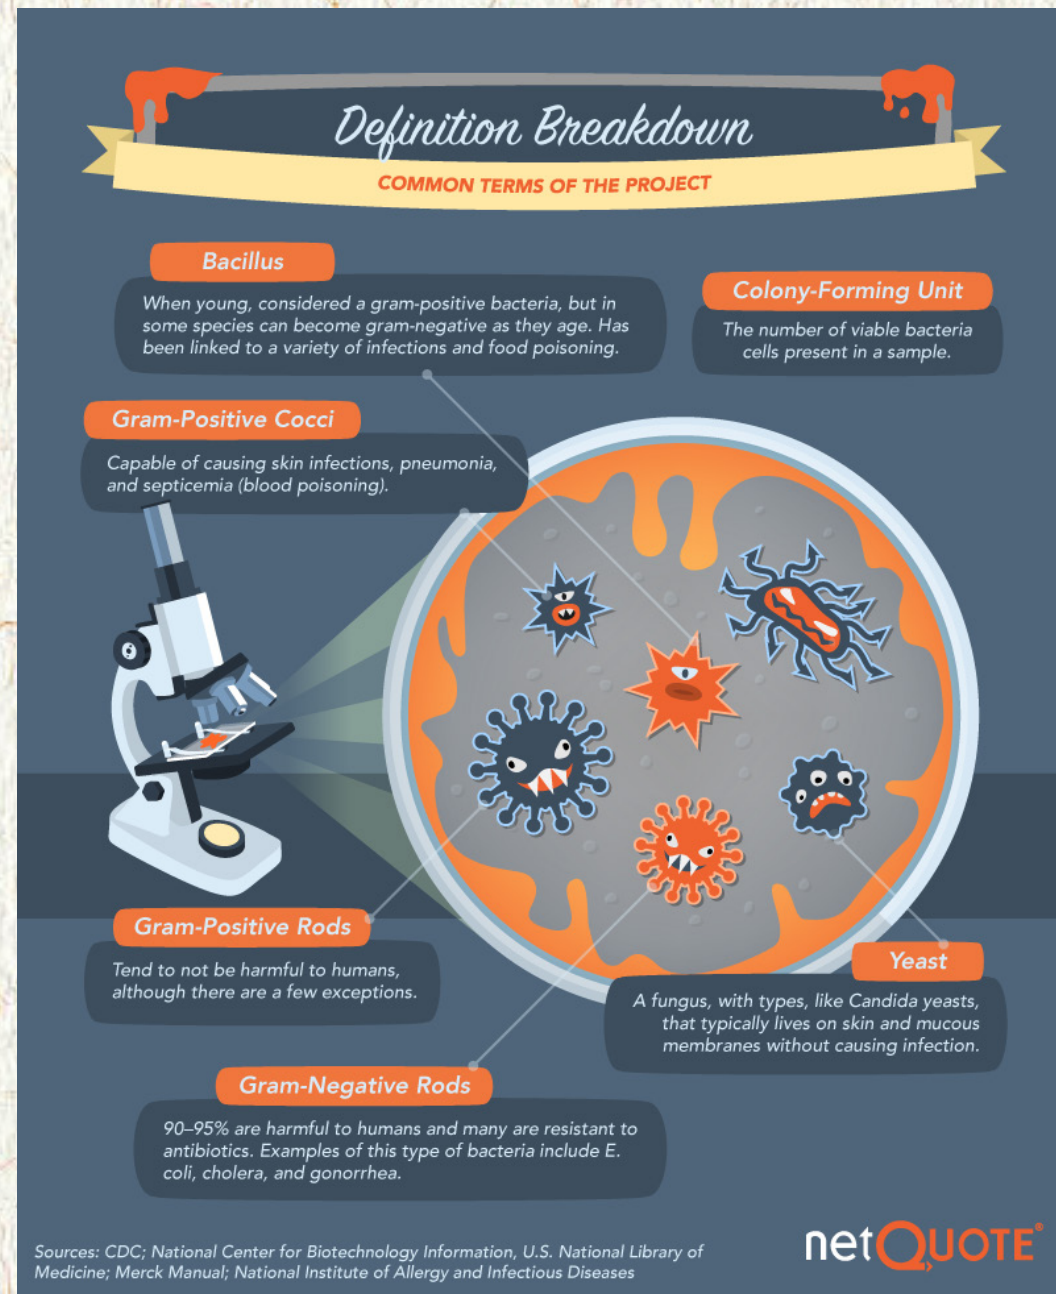 Definition Breakdown
COMMON TERMS OF THE PROJECT
Bacillus
When young, considered a gram-positive bacteria, but in
some species can become gram-negative as they age. Has
been linked to a variety of infections and food poisoning.
Colony-Forming Unit
The number of viable bacteria
cells present in a sample.
Gram-Positive Cocci
Capable of causing skin infections, pneumonia,
and septicemia (blood poisoning).
Gram-Positive Rods
Tend to not be harmful to humans,
although there are a few exceptions.
Yeast
A fungus, with types, like Candida yeasts,
that typically lives on skin and mucous
membranes without causing infection.
Gram-Negative Rods
90–95% are harmful to humans and many are resistant to
antibiotics. Examples of this type of bacteria include E.
coli, cholera, and gonorrhea.
Sources: CDC; National Center for Biotechnology Information, U.S. National Library of
Medicine; Merck Manual; National Institute of Allergy and Infectious Diseases
netQUOTE®